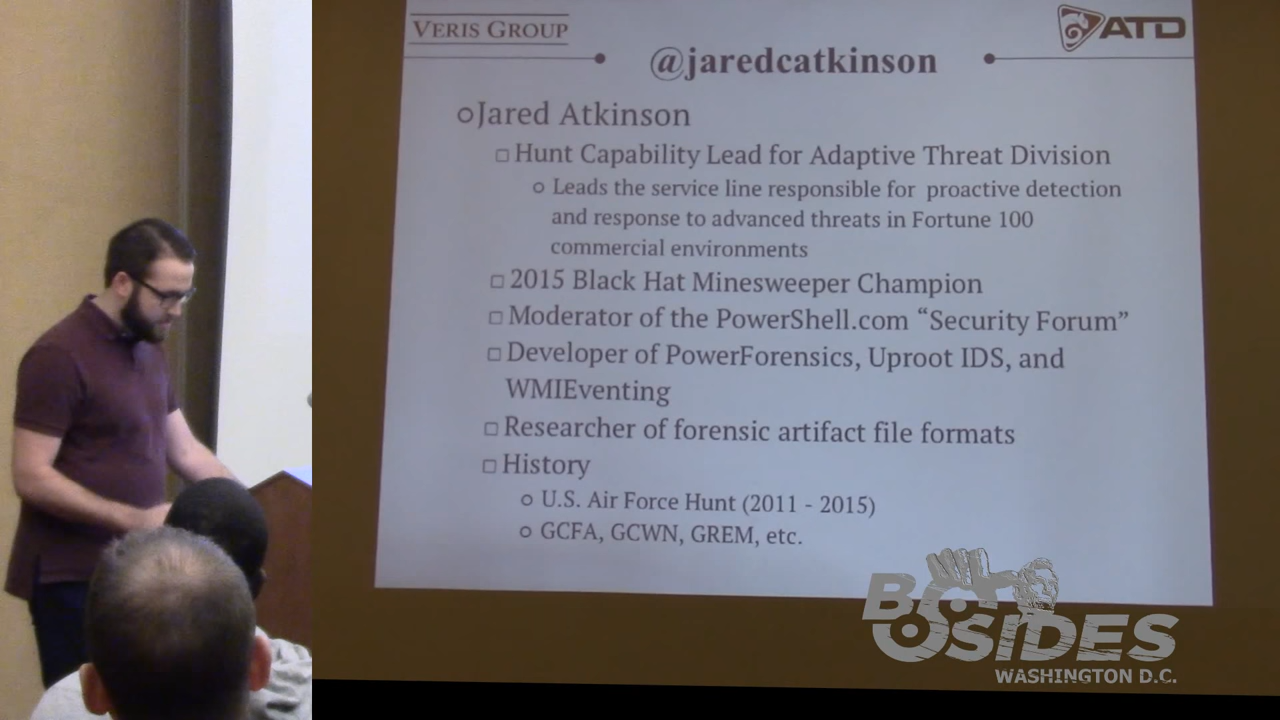 VERIS GROUP
ATD
@jaredcatkinson
Jared Atkinson
Hunt Capability Lead for Adaptive Threat Division
Leads the service line responsible for proactive detection
and response to advanced threats in Fortune 100
commercial environments
2015 Black Hat Minesweeper Champion
Moderator of the PowerShell.com “Security Forum”
Developer of PowerForensics, Uproot IDS, and
WMIEventing
Researcher of forensic artifact file formats
History
U.S. Air Force Hunt (2011 - 2015)
GCFA, GCWN, GREM, etc.
BSIDES
WASHINGTON D.C.